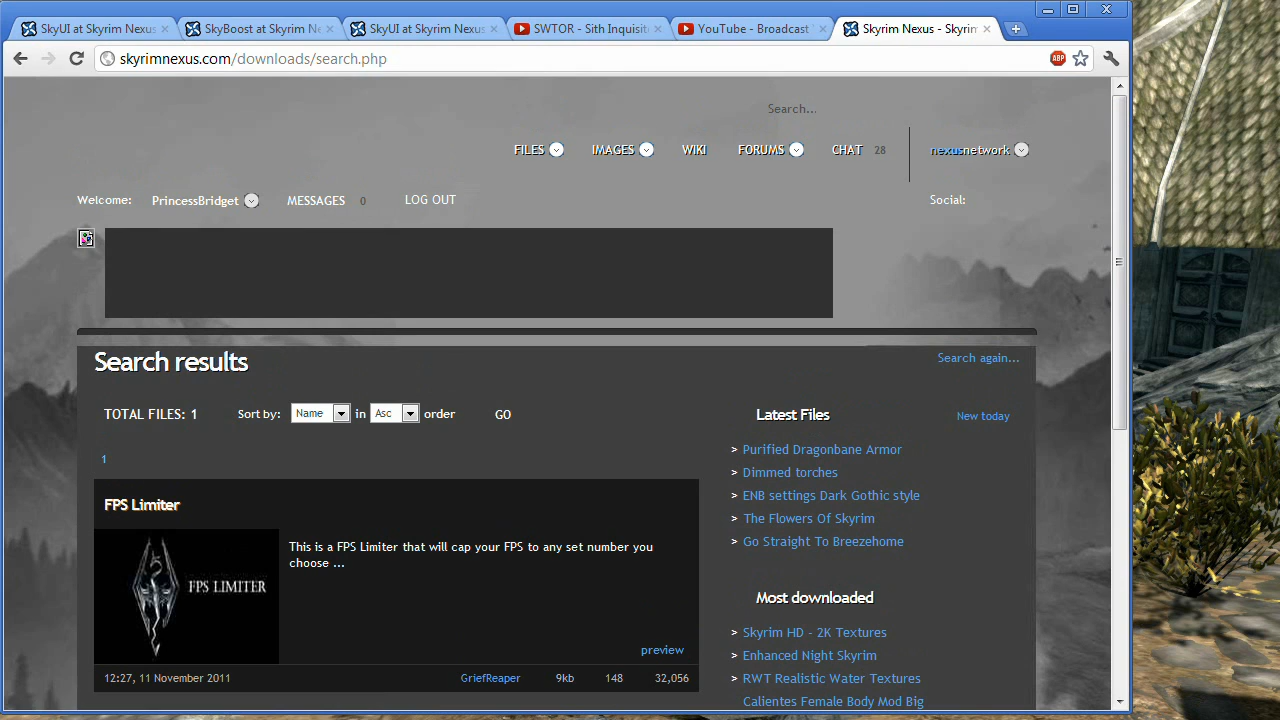 SkyUI at Skyrim Nexus
SkyBoost at Skyrim Ne
SkyUI at Skyrim Nexus
SWTOR - Sith Inquisit
YouTube - Broadcast
Skyrim Nexus - Skyrim
skyrimnexus.com/downloads/search.php
ABP
Search...
FILES IMAGES WIKI FORUMS CHAT 28 nexusnetwork
Welcome: PrincessBridget MESSAGES 0 LOG OUT Social:
Search results
Search again...
TOTAL FILES: 1 Sort by: Name in Asc order GO
1
FPS Limiter
FPS LIMITER
This is a FPS Limiter that will cap your FPS to any set number you
choose ...
preview
12:27, 11 November 2011 GriefReaper 9kb 148 32,056
Latest Files New today
> Purified Dragonbane Armor
> Dimmed torches
> ENB settings Dark Gothic style
> The Flowers Of Skyrim
> Go Straight To Breezehome
Most downloaded
> Skyrim HD - 2K Textures
> Enhanced Night Skyrim
> RWT Realistic Water Textures
Calientes Female Body Mod Big